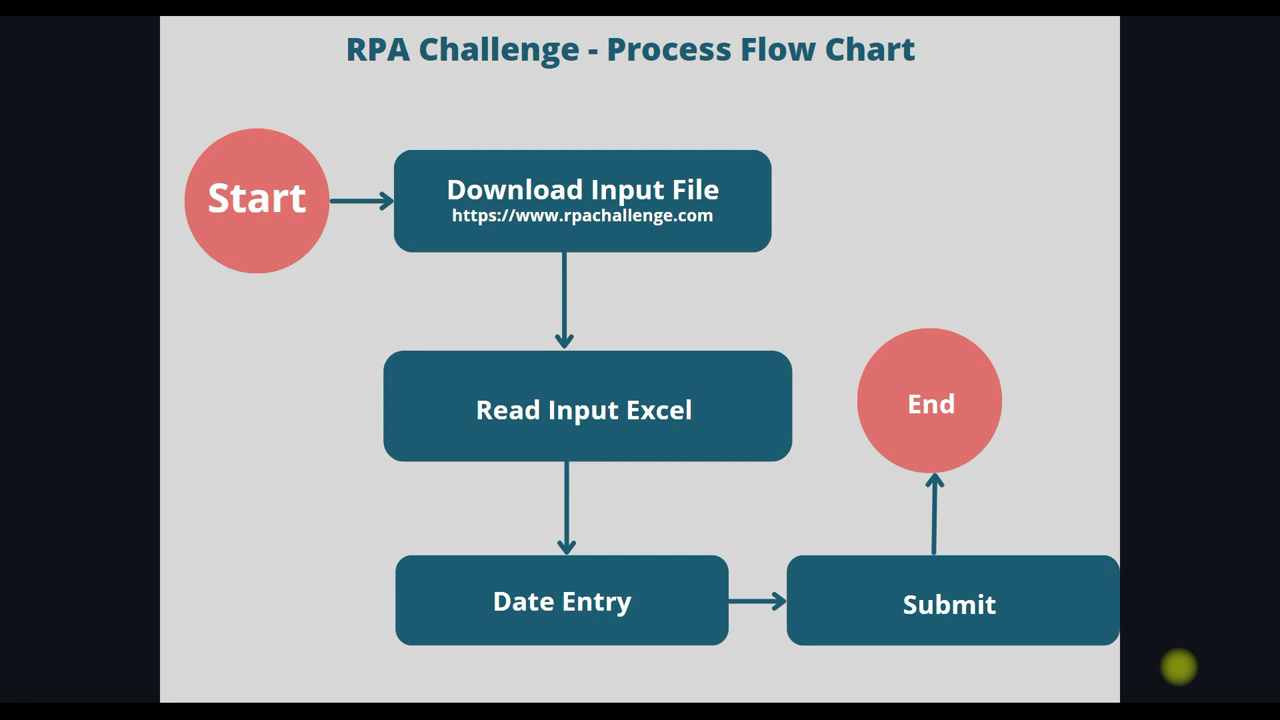 RPA Challenge - Process Flow Chart
Start
Download Input File
https://www.rpachallenge.com
Read Input Excel
End
Date Entry
Submit